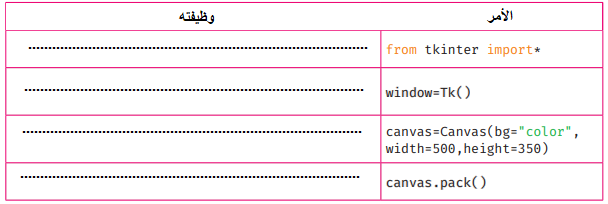 الأمر وظيفته
from tkinter import* ........................................................................
window=Tk() ........................................................................
canvas=Canvas(bg="color",
width=500,height=350) ........................................................................
canvas.pack() ........................................................................